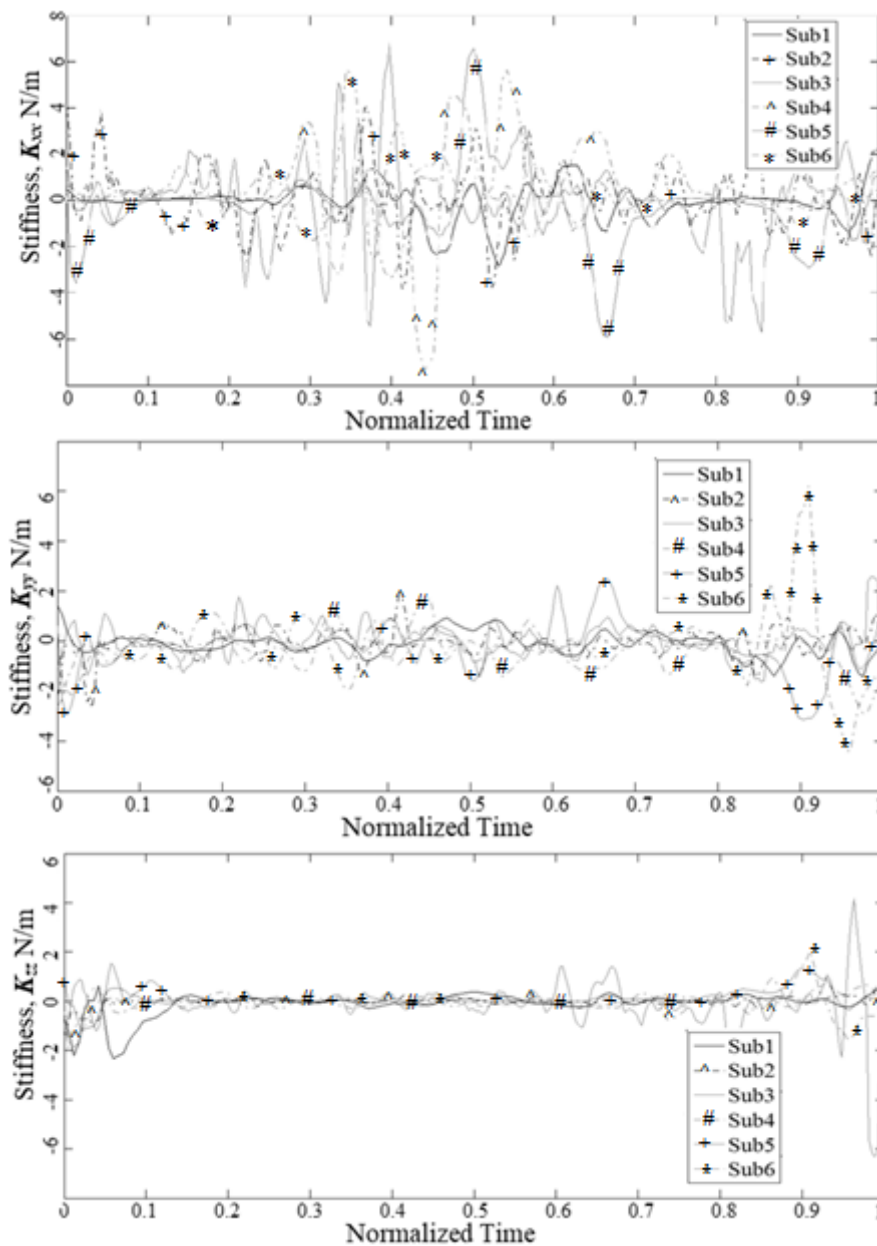 Stiffness, Kxx N/m
8
6
4
2
0
-2
-4
-6
0 0.1 0.2 0.3 0.4 0.5 0.6 0.7 0.8 0.9 1
Normalized Time
Sub1
Sub2
Sub3
Sub4
Sub5
Sub6
Stiffness, Kyy N/m
6
4
2
0
-2
-4
-6
0 0.1 0.2 0.3 0.4 0.5 0.6 0.7 0.8 0.9 1
Normalized Time
Sub1
Sub2
Sub3
Sub4
Sub5
Sub6
Stiffness, Kzz N/m
6
4
2
0
-2
-4
-6
0 0.1 0.2 0.3 0.4 0.5 0.6 0.7 0.8 0.9 1
Normalized Time
Sub1
Sub2
Sub3
Sub4
Sub5
Sub6